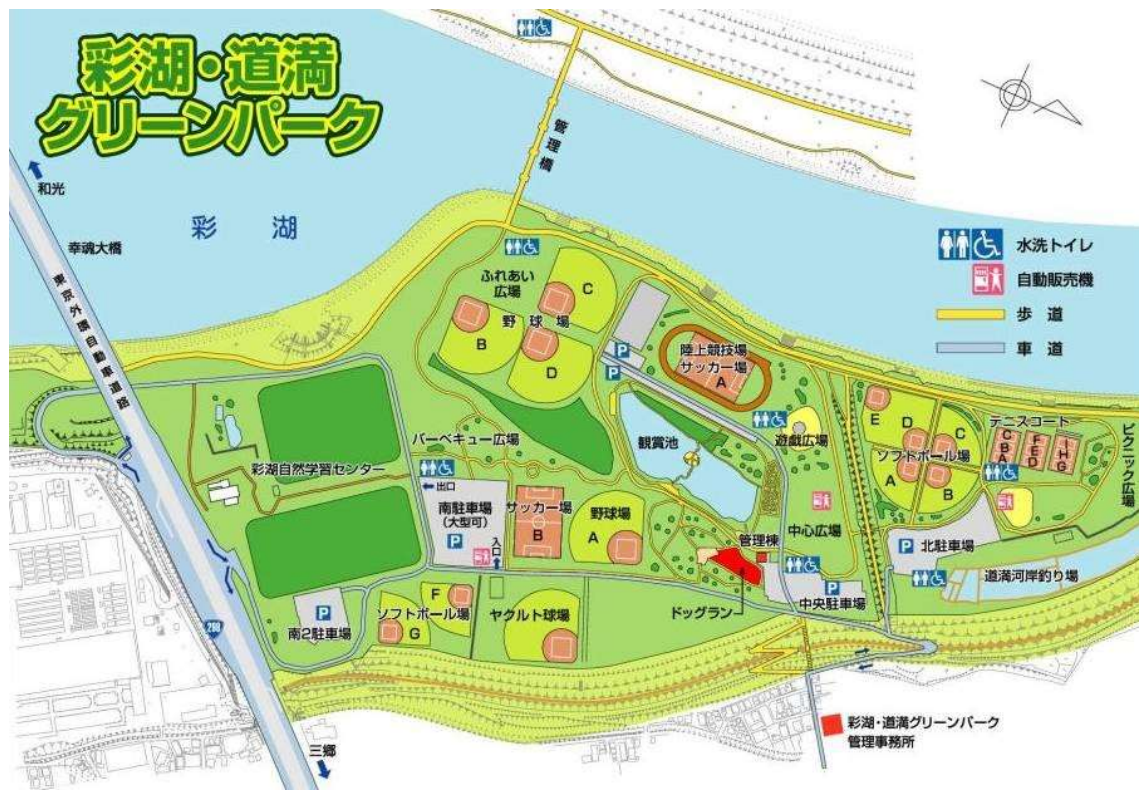 彩湖・道満
グリーンパーク
和光
幸魂大橋
東京外環自動車道路
彩湖
管理橋
水洗トイレ
自動販売機
歩道
車道
ふれあい
広場
C
野球場
B
D
P
P
陸上競技場
サッカー場
A
遊戯広場
観賞池
バーベキュー広場
彩湖自然学習センター
出口
南駐車場
(大型可)
P
入口
サッカー場
B
野球場
A
管理棟
中心広場
ドッグラン
P
中央駐車場
E
D
C
ソフトボール場
A
B
テニスコート
C
B
A
F
E
D
I
H
G
ピクニック広場
P
北駐車場
道満河岸釣り場
P
南2駐車場
F
ソフトボール場
G
ヤクルト球場
298
三郷
彩湖・道満グリーンパーク
管理事務所